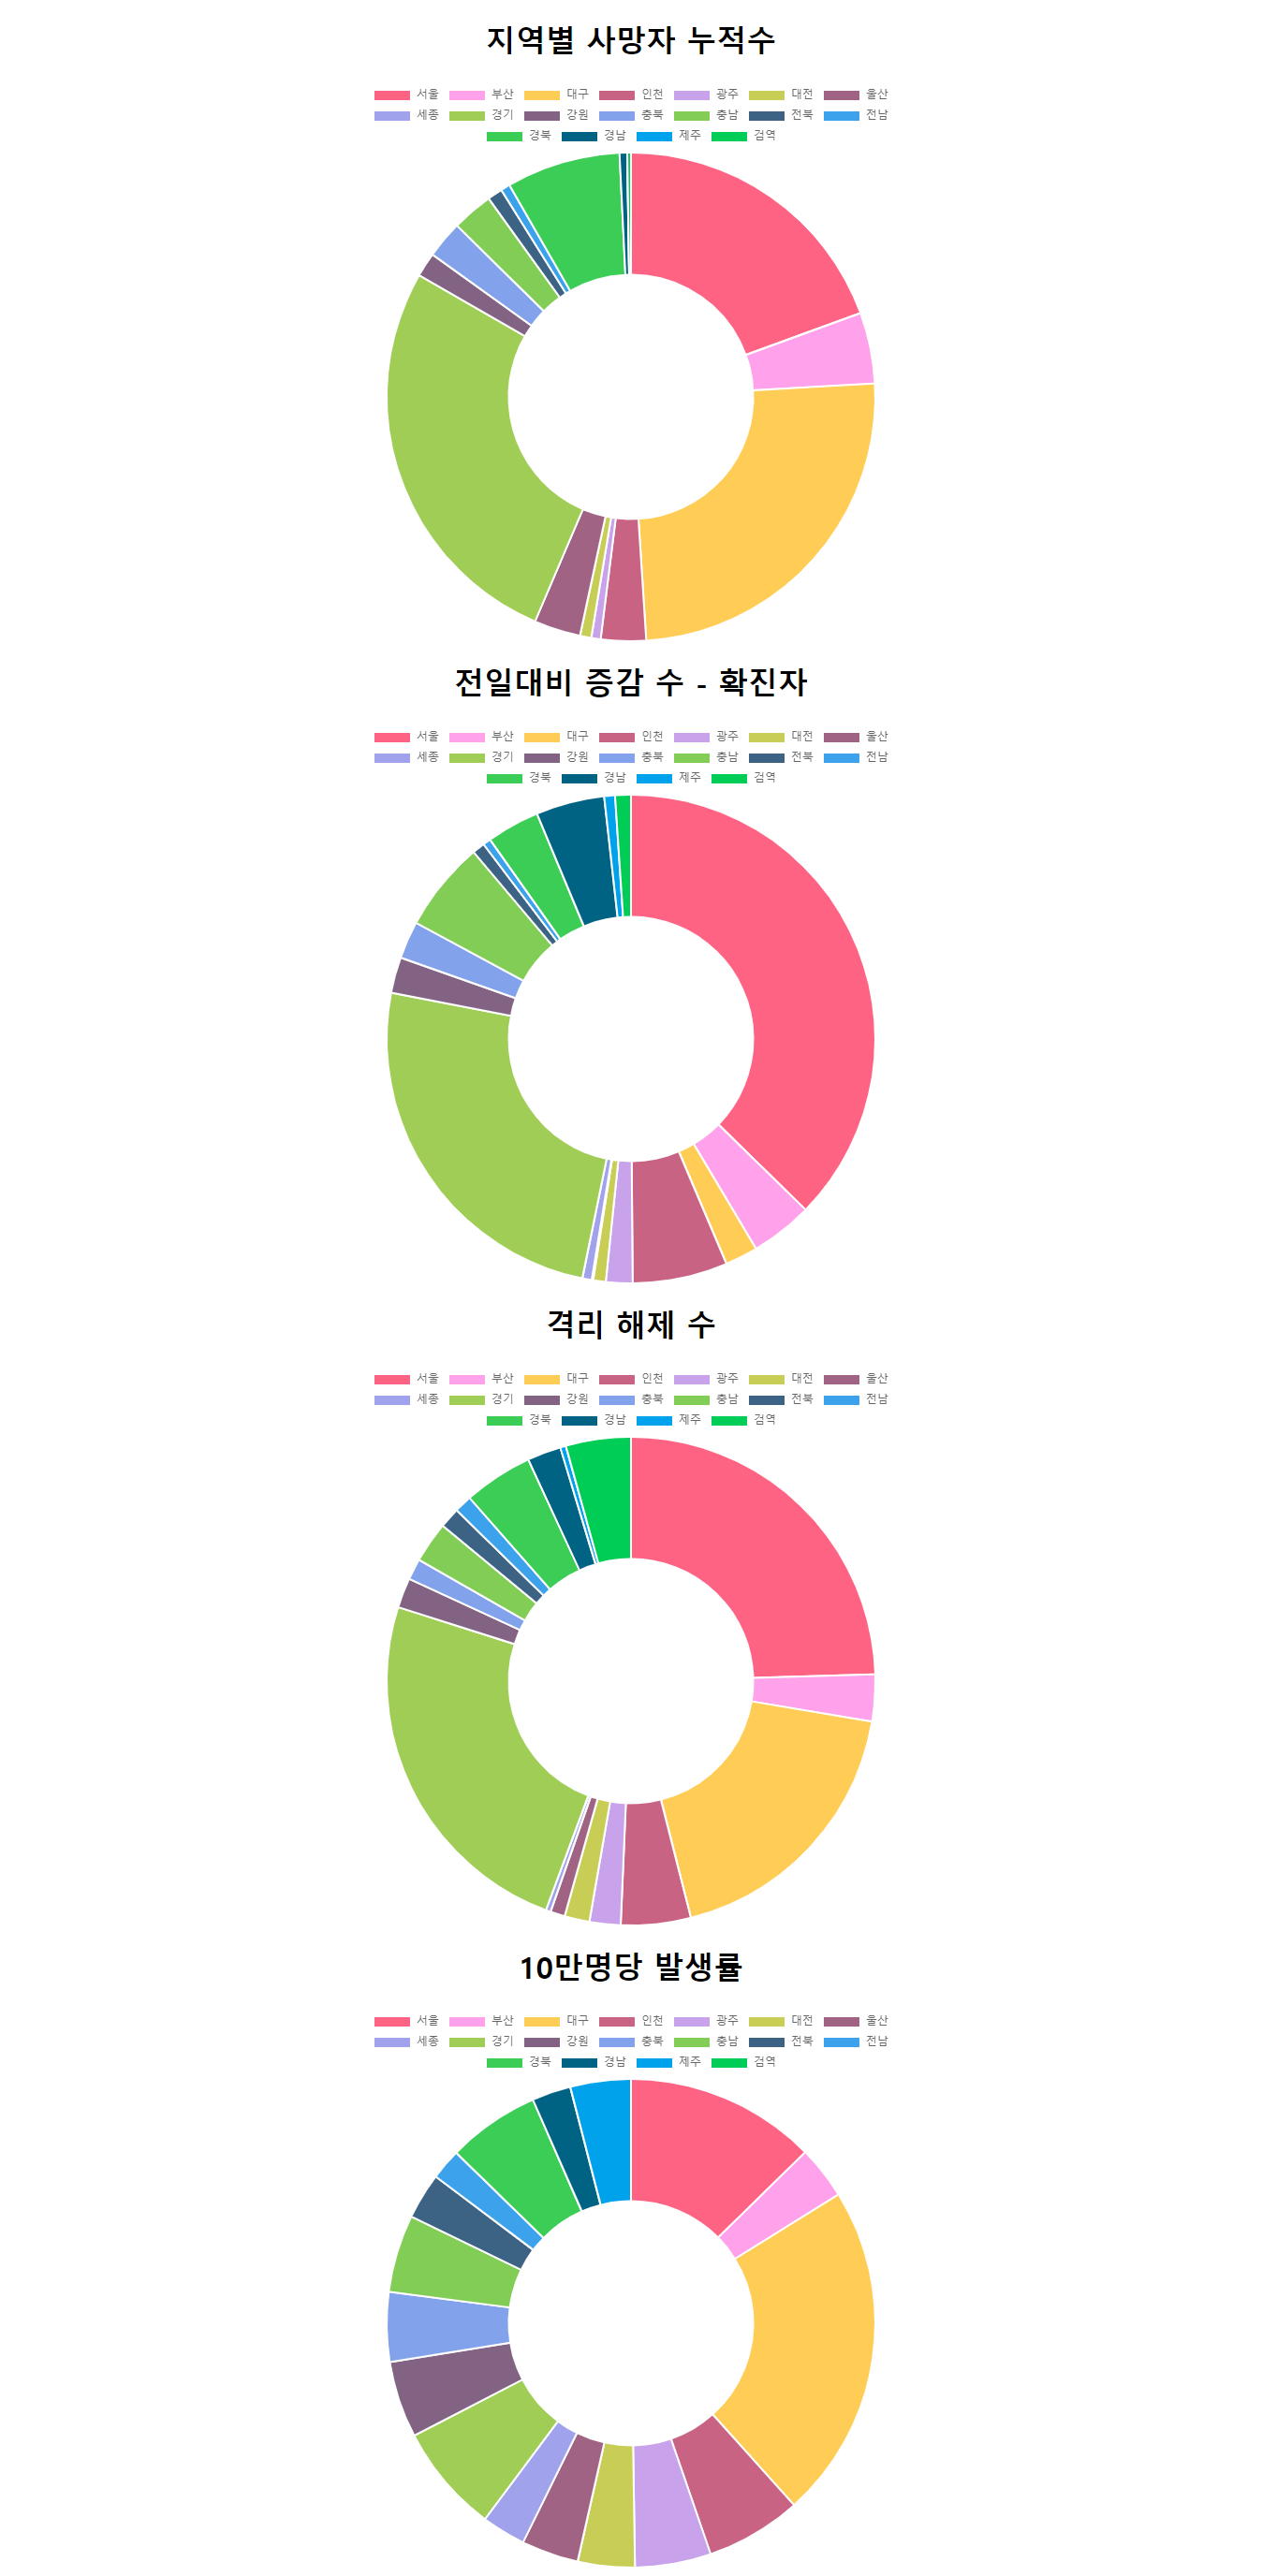 지역별 사망자 누적수
서울 부산 대구 인천 광주 대전 울산
세종 경기 강원 충북 충남 전북 전남
경북 경남 제주 검역
전일대비 증감 수 - 확진자
서울 부산 대구 인천 광주 대전 울산
세종 경기 강원 충북 충남 전북 전남
경북 경남 제주 검역
격리 해제 수
서울 부산 대구 인천 광주 대전 울산
세종 경기 강원 충북 충남 전북 전남
경북 경남 제주 검역
10만명당 발생률
서울 부산 대구 인천 광주 대전 울산
세종 경기 강원 충북 충남 전북 전남
경북 경남 제주 검역